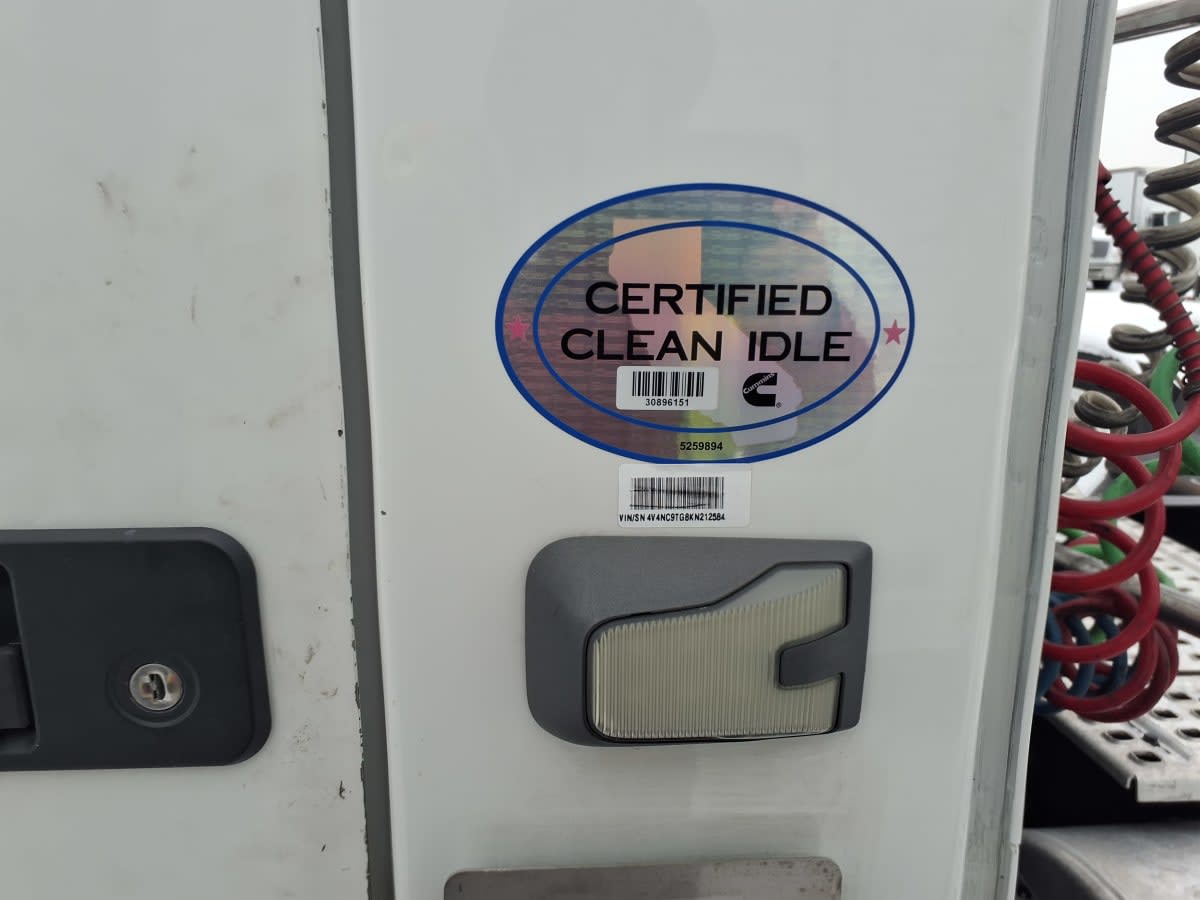 CERTIFIED
CLEAN IDLE
30896151
Cummins
5259894
VIN/SN 4V4NC9TG8KN212584